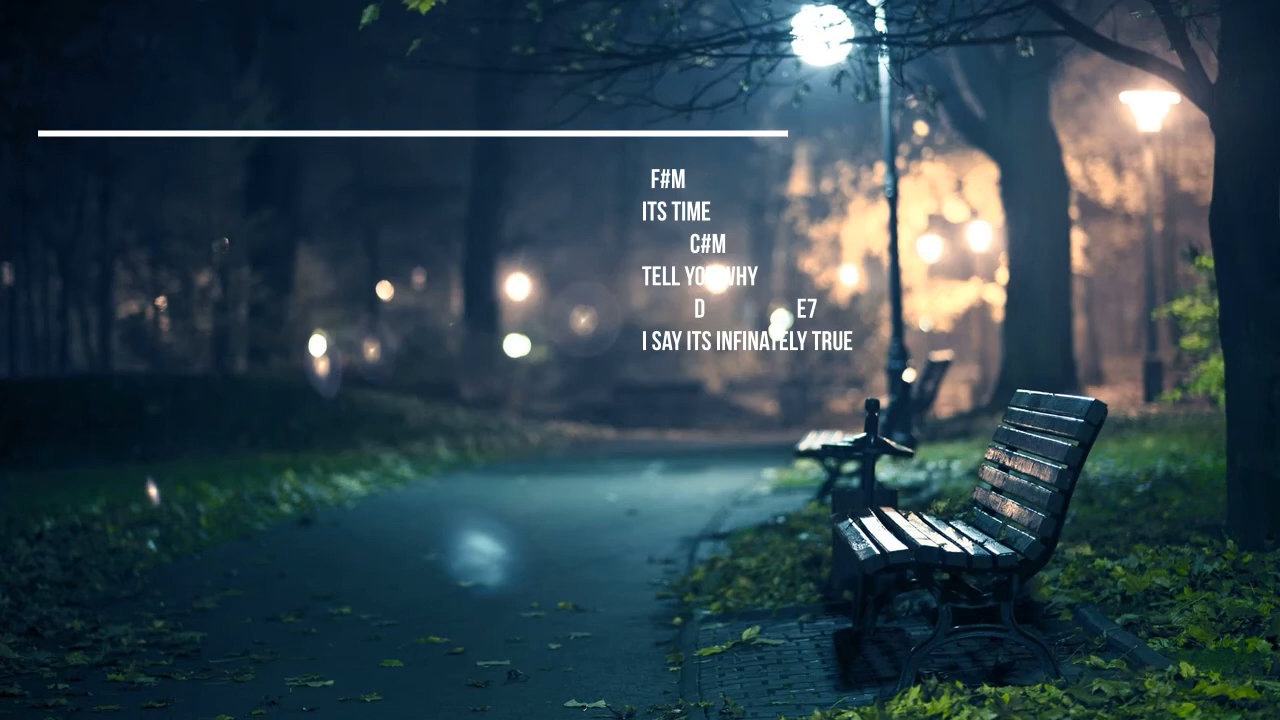 F#M
ITS TIME
C#M
TELL YOU WHY
D E7
I SAY ITS INFINATELY TRUE